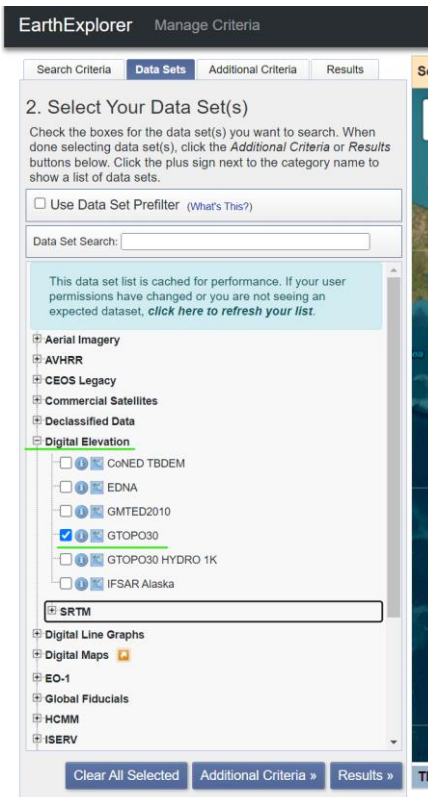 EarthExplorer Manage Criteria
Search Criteria Data Sets Additional Criteria Results
2. Select Your Data Set(s)
Check the boxes for the data set(s) you want to search. When
done selecting data set(s), click the Additional Criteria or Results
buttons below. Click the plus sign next to the category name to
show a list of data sets.
Use Data Set Prefilter (What's This?)
Data Set Search:
This data set list is cached for performance. If your user
permissions have changed or you are not seeing an
expected dataset, click here to refresh your list.
Aerial Imagery
AVHRR
CEOS Legacy
Commercial Satellites
Declassified Data
Digital Elevation
CoNED TBDEM
EDNA
GMTED2010
GTOPO30
GTOPO30 HYDRO 1K
IFSAR Alaska
SRTM
Digital Line Graphs
Digital Maps
EO-1
Global Fiducials
HCMM
ISERV
Clear All Selected Additional Criteria » Results »